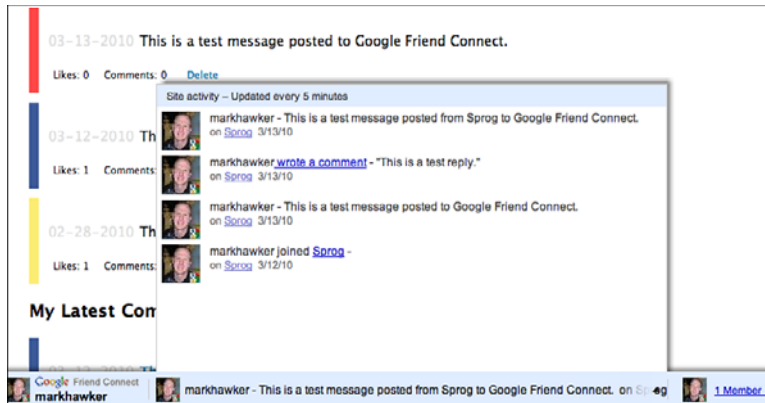 03-13-2010 This is a test message posted to Google Friend Connect.
Likes: 0 Comments: 0 Delete
Site activity – Updated every 5 minutes
markhawker - This is a test message posted from Sprog to Google Friend Connect.
on Sprog 3/13/10
03-12-2010 Th
markhawker wrote a comment - "This is a test reply."
on Sprog 3/13/10
Likes: 1 Comments:
markhawker - This is a test message posted to Google Friend Connect.
on Sprog 3/13/10
02-28-2010 Th
markhawker joined Sprog -
on Sprog 3/12/10
Likes: 1 Comments:
My Latest Com
Google Friend Connect
markhawker
markhawker - This is a test message posted from Sprog to Google Friend Connect. on
1 Member